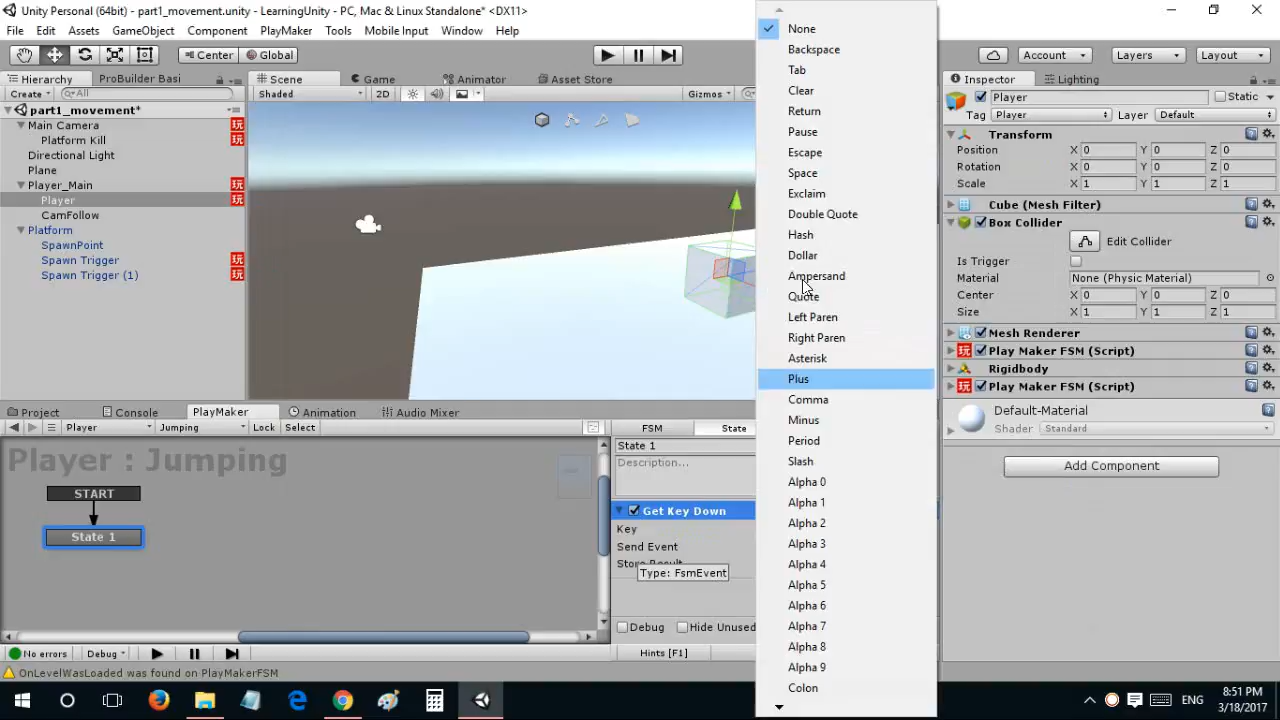 Unity Personal (64bit) - part1_movement.unity - LearningUnity - PC, Mac & Linux Standalone* <DX11>
File Edit Assets GameObject Component PlayMaker Tools Mobile Input Window Help
Center Global Account Layers Layout
Hierarchy ProBuilder Basi Scene Game Animator Asset Store Inspector Lighting
Create All Shaded 2D Gizmos
part1_movement*
Main Camera
Platform Kill
Directional Light
Plane
Player_Main
Player
CamFollow
Platform
SpawnPoint
Spawn Trigger
Spawn Trigger (1)
None
Backspace
Tab
Clear
Return
Pause
Escape
Space
Exclaim
Double Quote
Hash
Dollar
Ampersand
Quote
Left Paren
Right Paren
Asterisk
Plus
Comma
Minus
Period
Slash
Alpha 0
Alpha 1
Alpha 2
Alpha 3
Alpha 4
Alpha 5
Alpha 6
Alpha 7
Alpha 8
Alpha 9
Colon
Player Static
Tag Player Layer Default
Transform
Position X 0 Y 0 Z 0
Rotation X 0 Y 0 Z 0
Scale X 1 Y 1 Z 1
Cube (Mesh Filter)
Box Collider
Edit Collider
Is Trigger
Material None (Physic Material)
Center X 0 Y 0 Z 0
Size X 1 Y 1 Z 1
Mesh Renderer
玩 Play Maker FSM (Script)
Rigidbody
玩 Play Maker FSM (Script)
Default-Material
Shader Standard
Add Component
Project Console PlayMaker Animation Audio Mixer
Player Jumping Lock Select FSM State
Player : Jumping
START
State 1
State 1
Description...
Get Key Down
Key
Send Event
Type: FsmEvent
Debug Hide Unused
No errors Debug Hints [F1]
OnLevelWasLoaded was found on PlayMakerFSM
ENG 8:51 PM
3/18/2017